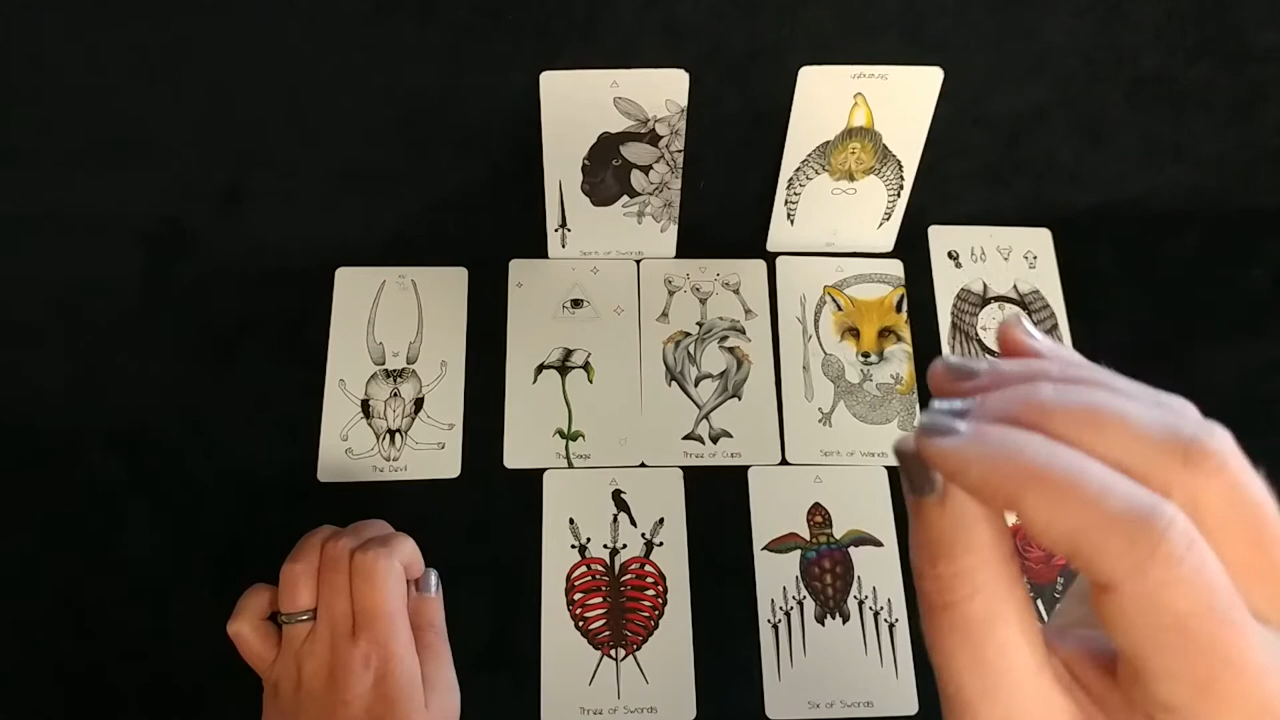 Strength
Spirit of Swords
XV
The Devil
The Sage
Three of Cups
Spirit of Wands
Three of Swords
Six of Swords